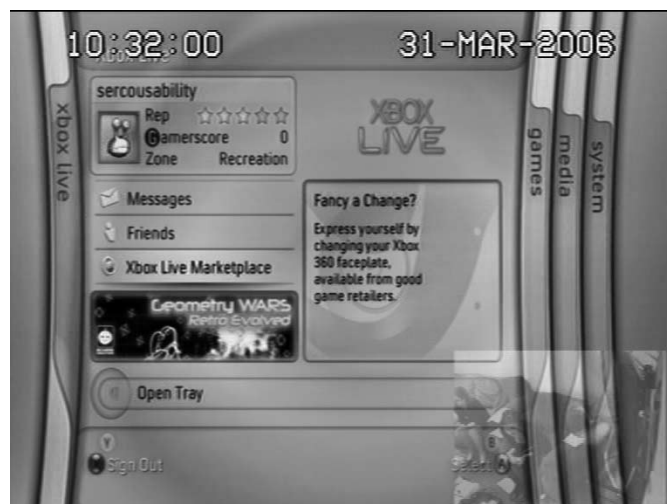 10:32:00 31-MAR-2006
Xbox Live
sercousability
Rep
Gamerscore 0
Zone Recreation
Messages
Friends
Xbox Live Marketplace
Geometry WARS
Retro Evolved
Open Tray
XBOX
LIVE
Fancy a Change?
Express yourself by
changing your Xbox
360 faceplate,
available from good
game retailers.
xbox live
games
media
system
Y
B
Sign Out
Select A